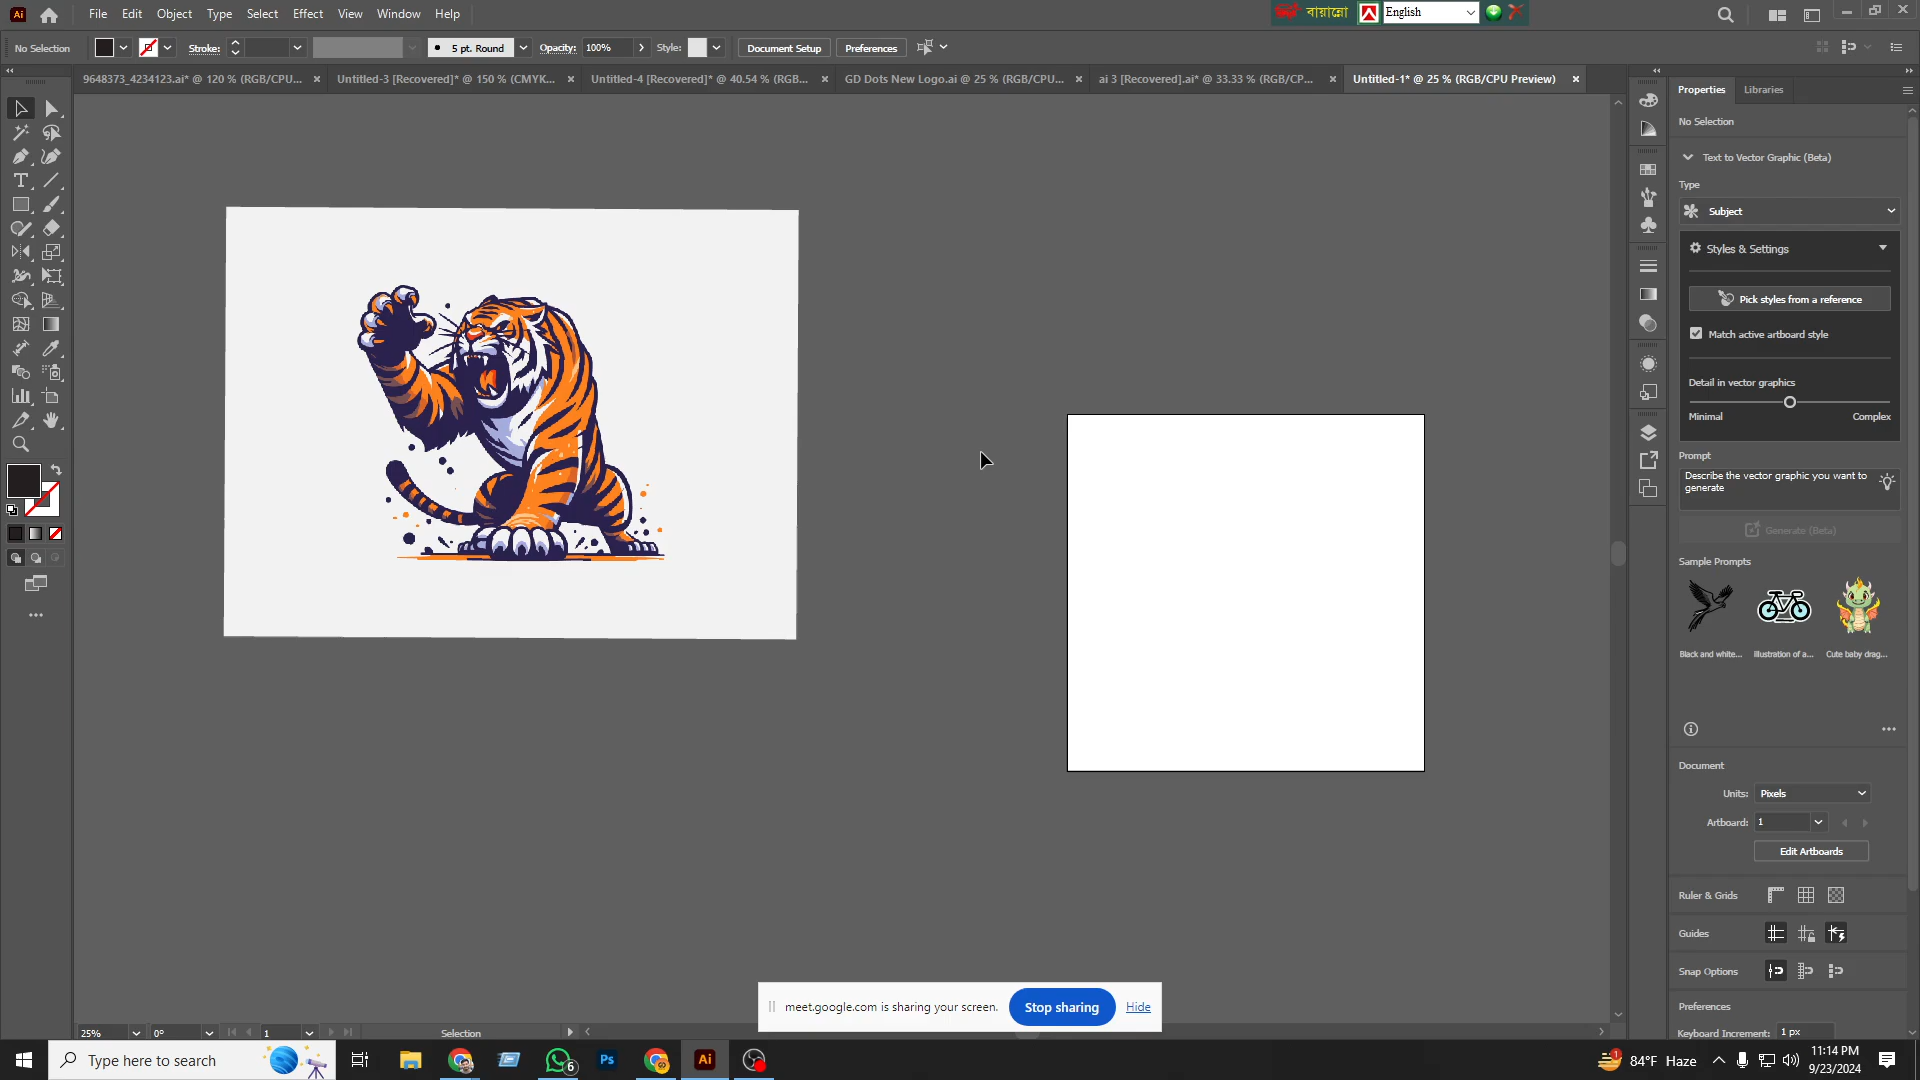 File Edit Object Type Select Effect View Window Help
বায়ান্নো English
No Selection Stroke: 5 pt. Round Opacity: 100% Style: Document Setup Preferences
9648373_4234123.ai* @ 120 % (RGB/CPU... Untitled-3 [Recovered]* @ 150 % (CMYK... Untitled-4 [Recovered]* @ 40.54 % (RGB... GD Dots New Logo.ai @ 25 % (RGB/CPU... ai 3 [Recovered].ai* @ 33.33 % (RGB/CP... Untitled-1* @ 25 % (RGB/CPU Preview)
Properties Libraries
No Selection
Text to Vector Graphic (Beta)
Type
Subject
Styles & Settings
Pick styles from a reference
Match active artboard style
Detail in vector graphics
Minimal Complex
Prompt
Describe the vector graphic you want to
generate
Generate (Beta)
Sample Prompts
Black and white... Illustration of a... Cute baby drag...
Document
Units: Pixels
Artboard: 1
Edit Artboards
Ruler & Grids
Guides
Snap Options
Preferences
Keyboard Increment: 1 px
meet.google.com is sharing your screen. Stop sharing Hide
25% 0° 1 Selection
Type here to search 6 Ps Ai 1 84°F Haze 11:14 PM
9/23/2024